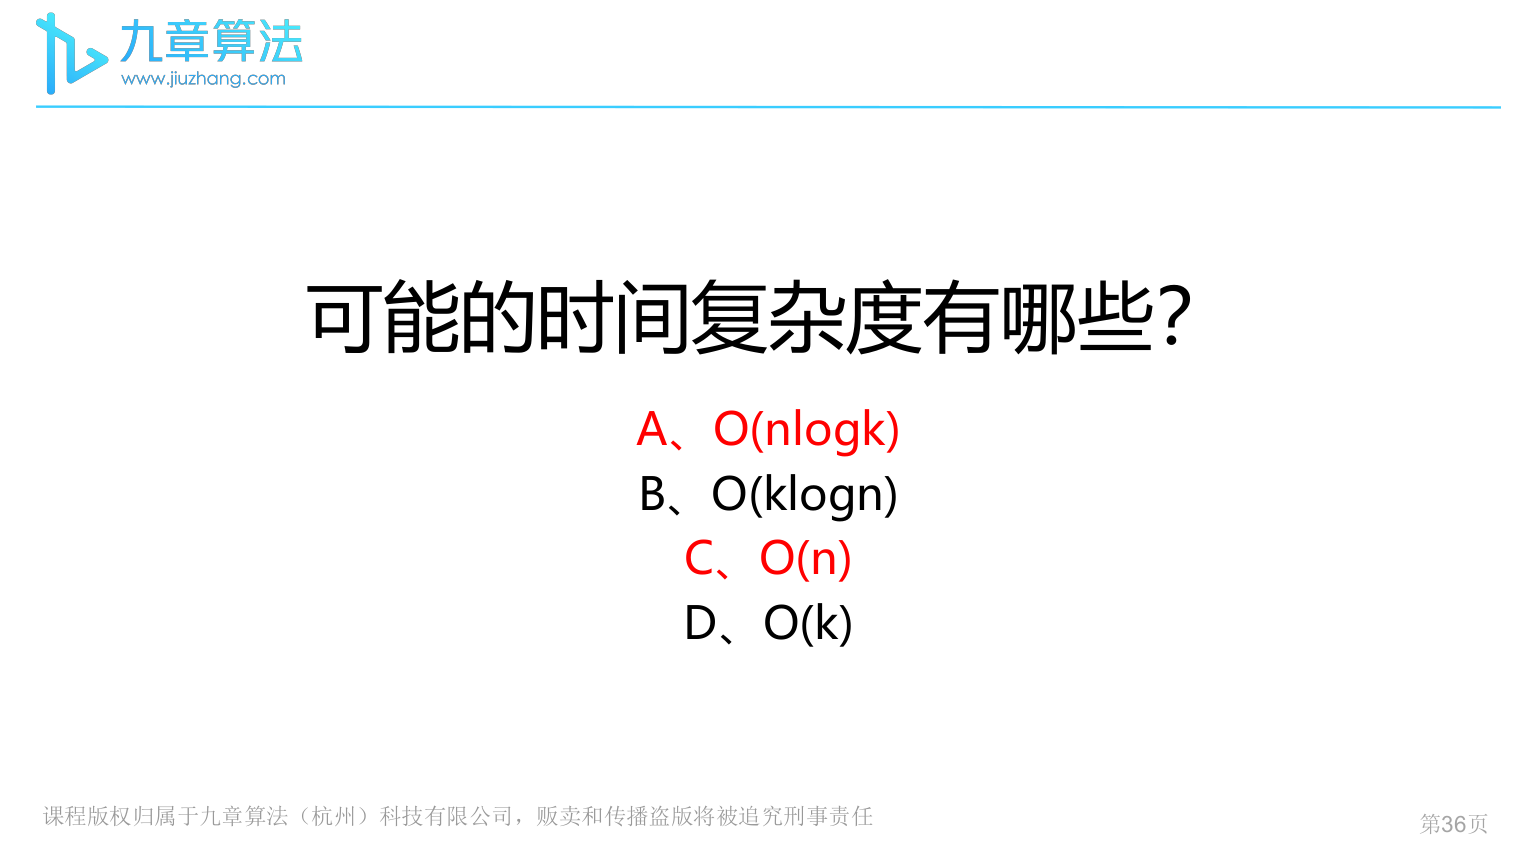 九章算法
www.jiuzhang.com
可能的时间复杂度有哪些?
A、O(nlogk)
B、O(klogn)
C、O(n)
D、O(k)
课程版权归属于九章算法（杭州）科技有限公司，贩卖和传播盗版将被追究刑事责任
第36页